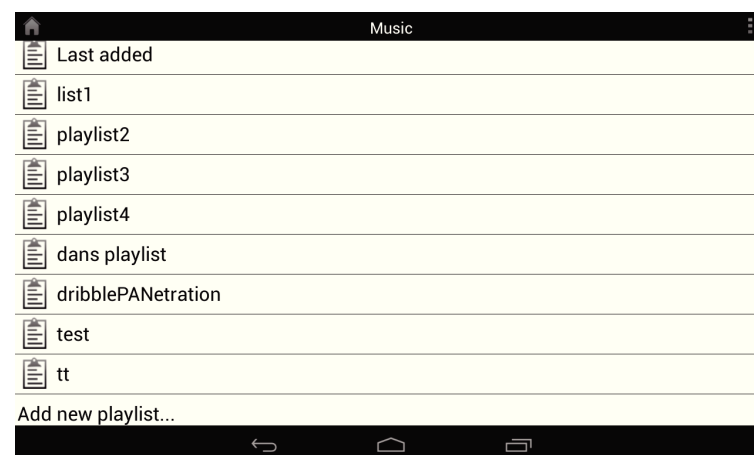 Music
Last added
list1
playlist2
playlist3
playlist4
dans playlist
dribblePANetration
test
tt
Add new playlist...